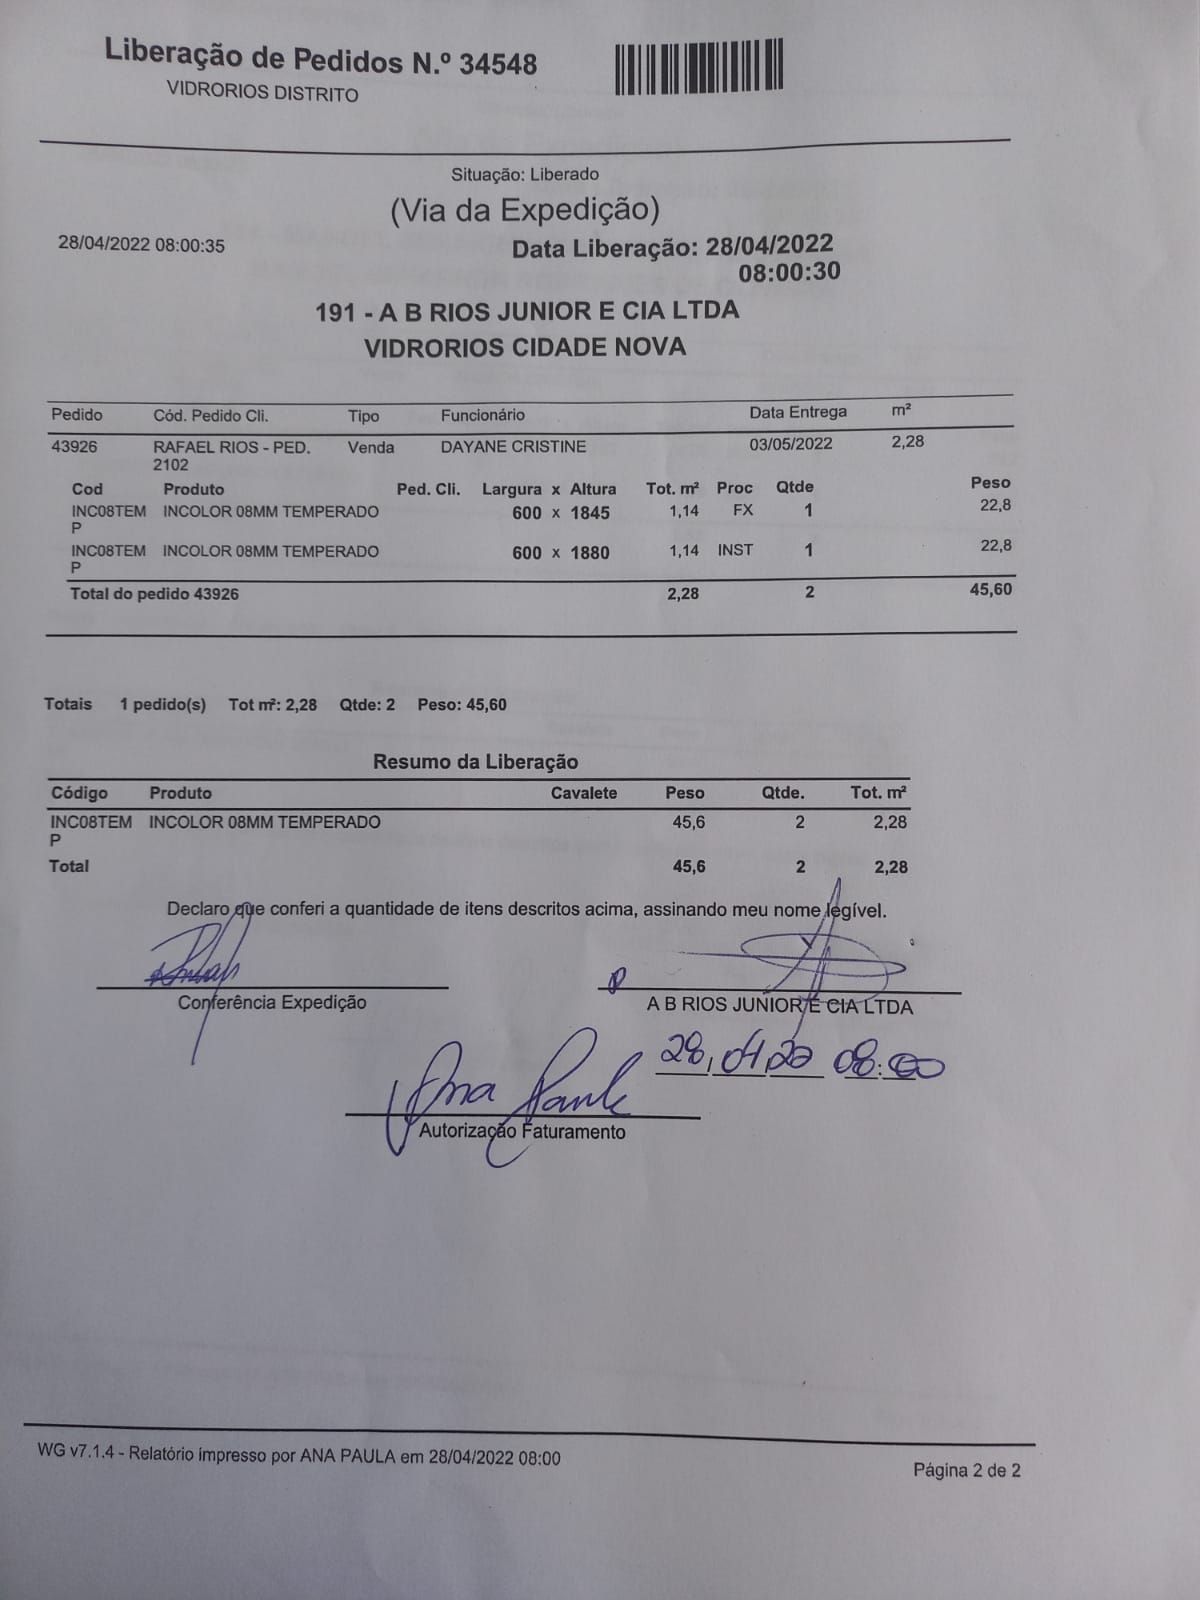 Liberação de Pedidos N.º 34548
VIDRORIOS DISTRITO
Situação: Liberado
(Via da Expedição)
28/04/2022 08:00:35
Data Liberação: 28/04/2022
08:00:30
191 - A B RIOS JUNIOR E CIA LTDA
VIDRORIOS CIDADE NOVA
Pedido Cód. Pedido Cli. Tipo Funcionário Data Entrega m²
43926 RAFAEL RIOS - PED. Venda DAYANE CRISTINE 03/05/2022 2,28
2102
Cod Produto Ped. Cli. Largura x Altura Tot. m² Proc Qtde Peso
INC08TEM INCOLOR 08MM TEMPERADO 600 x 1845 1,14 FX 1 22,8
P
INC08TEM INCOLOR 08MM TEMPERADO 600 x 1880 1,14 INST 1 22,8
P
Total do pedido 43926 2,28 2 45,60
Totais 1 pedido(s) Tot m²: 2,28 Qtde: 2 Peso: 45,60
Resumo da Liberação
Código Produto Cavalete Peso Qtde. Tot. m²
INC08TEM INCOLOR 08MM TEMPERADO 45,6 2 2,28
P
Total 45,6 2 2,28
Declaro que conferi a quantidade de itens descritos acima, assinando meu nome legível.
Conferência Expedição
A B RIOS JUNIOR E CIA LTDA
28,04,20 08:00
Ana Paula
Autorização Faturamento
WG v7.1.4 - Relatório impresso por ANA PAULA em 28/04/2022 08:00
Página 2 de 2